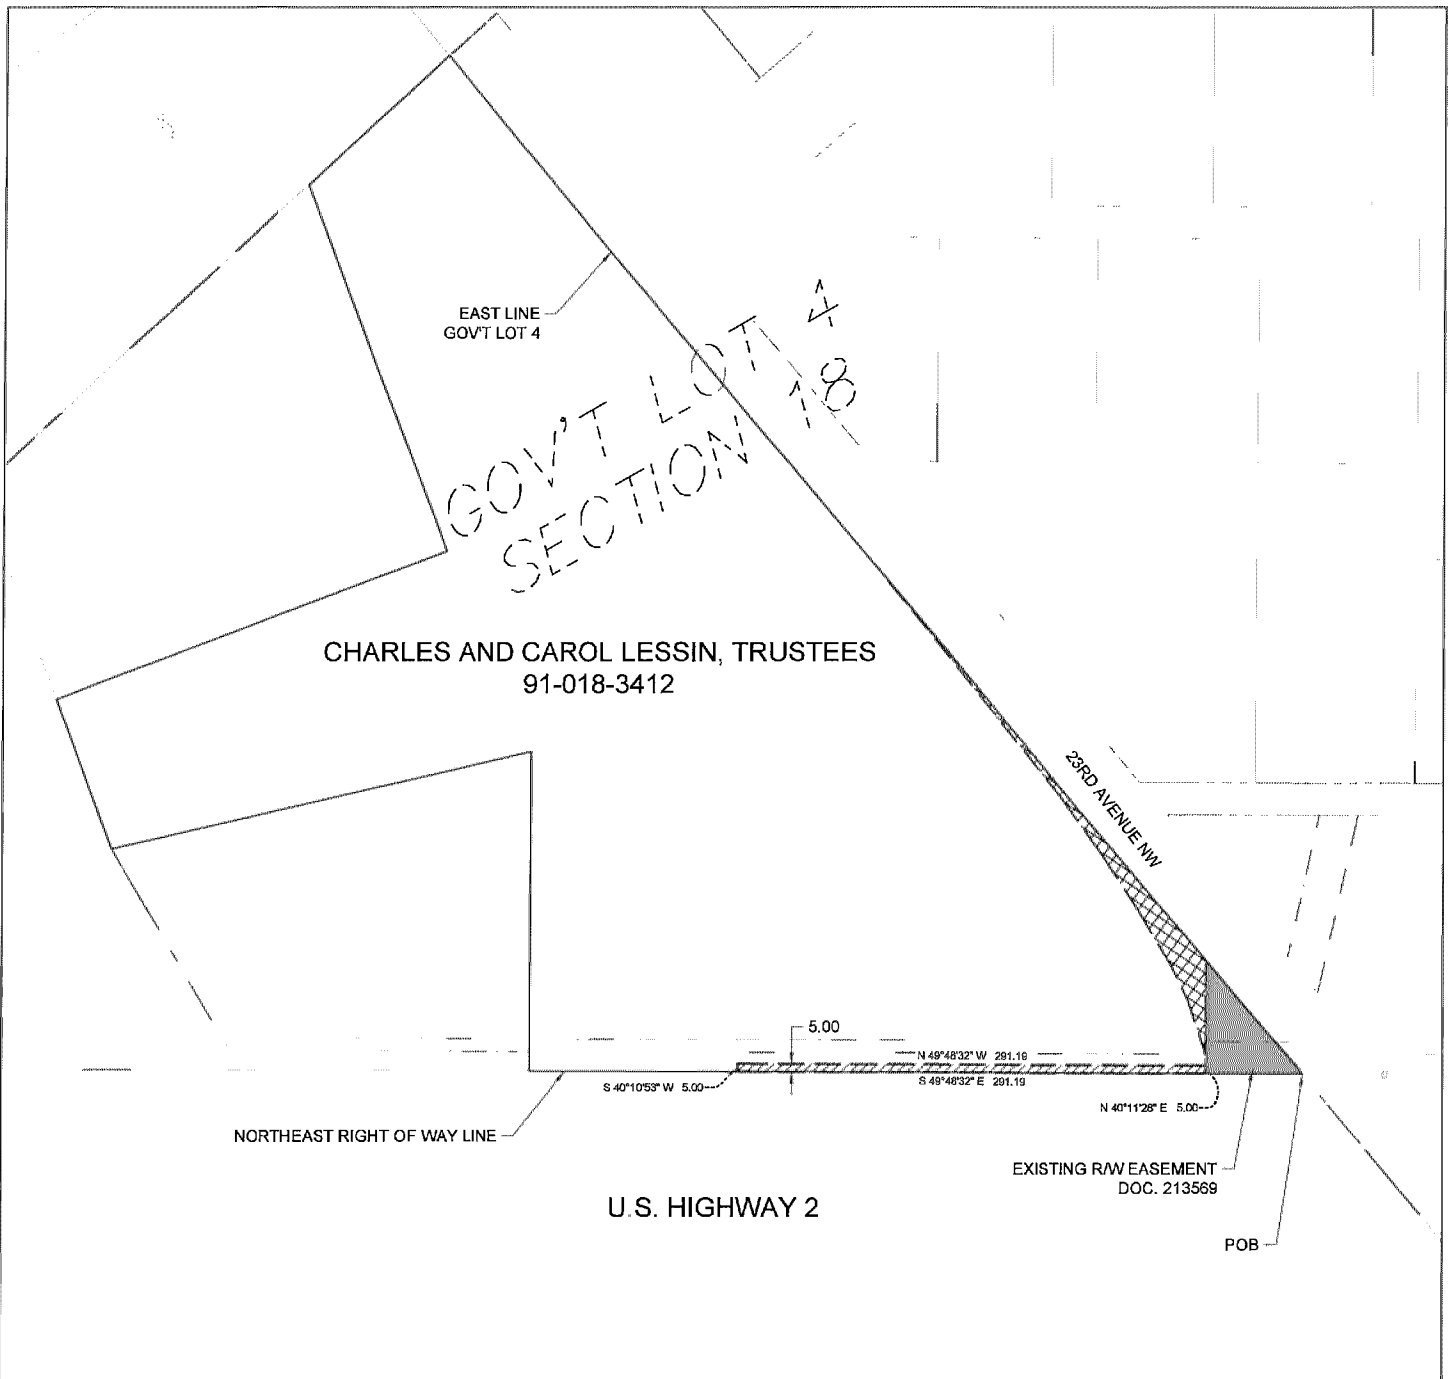 EAST LINE
GOV'T LOT 4
GOV'T LOT 4
SECTION 18
CHARLES AND CAROL LESSIN, TRUSTEES
91-018-3412
23RD AVENUE NW
5.00
N 49°48'32" W 291.19
S 40°10'53" W 5.00
S 49°48'32" E 291.19
N 40°11'28" E 5.00
NORTHEAST RIGHT OF WAY LINE
EXISTING R/W EASEMENT
DOC. 213569
U.S. HIGHWAY 2
POB